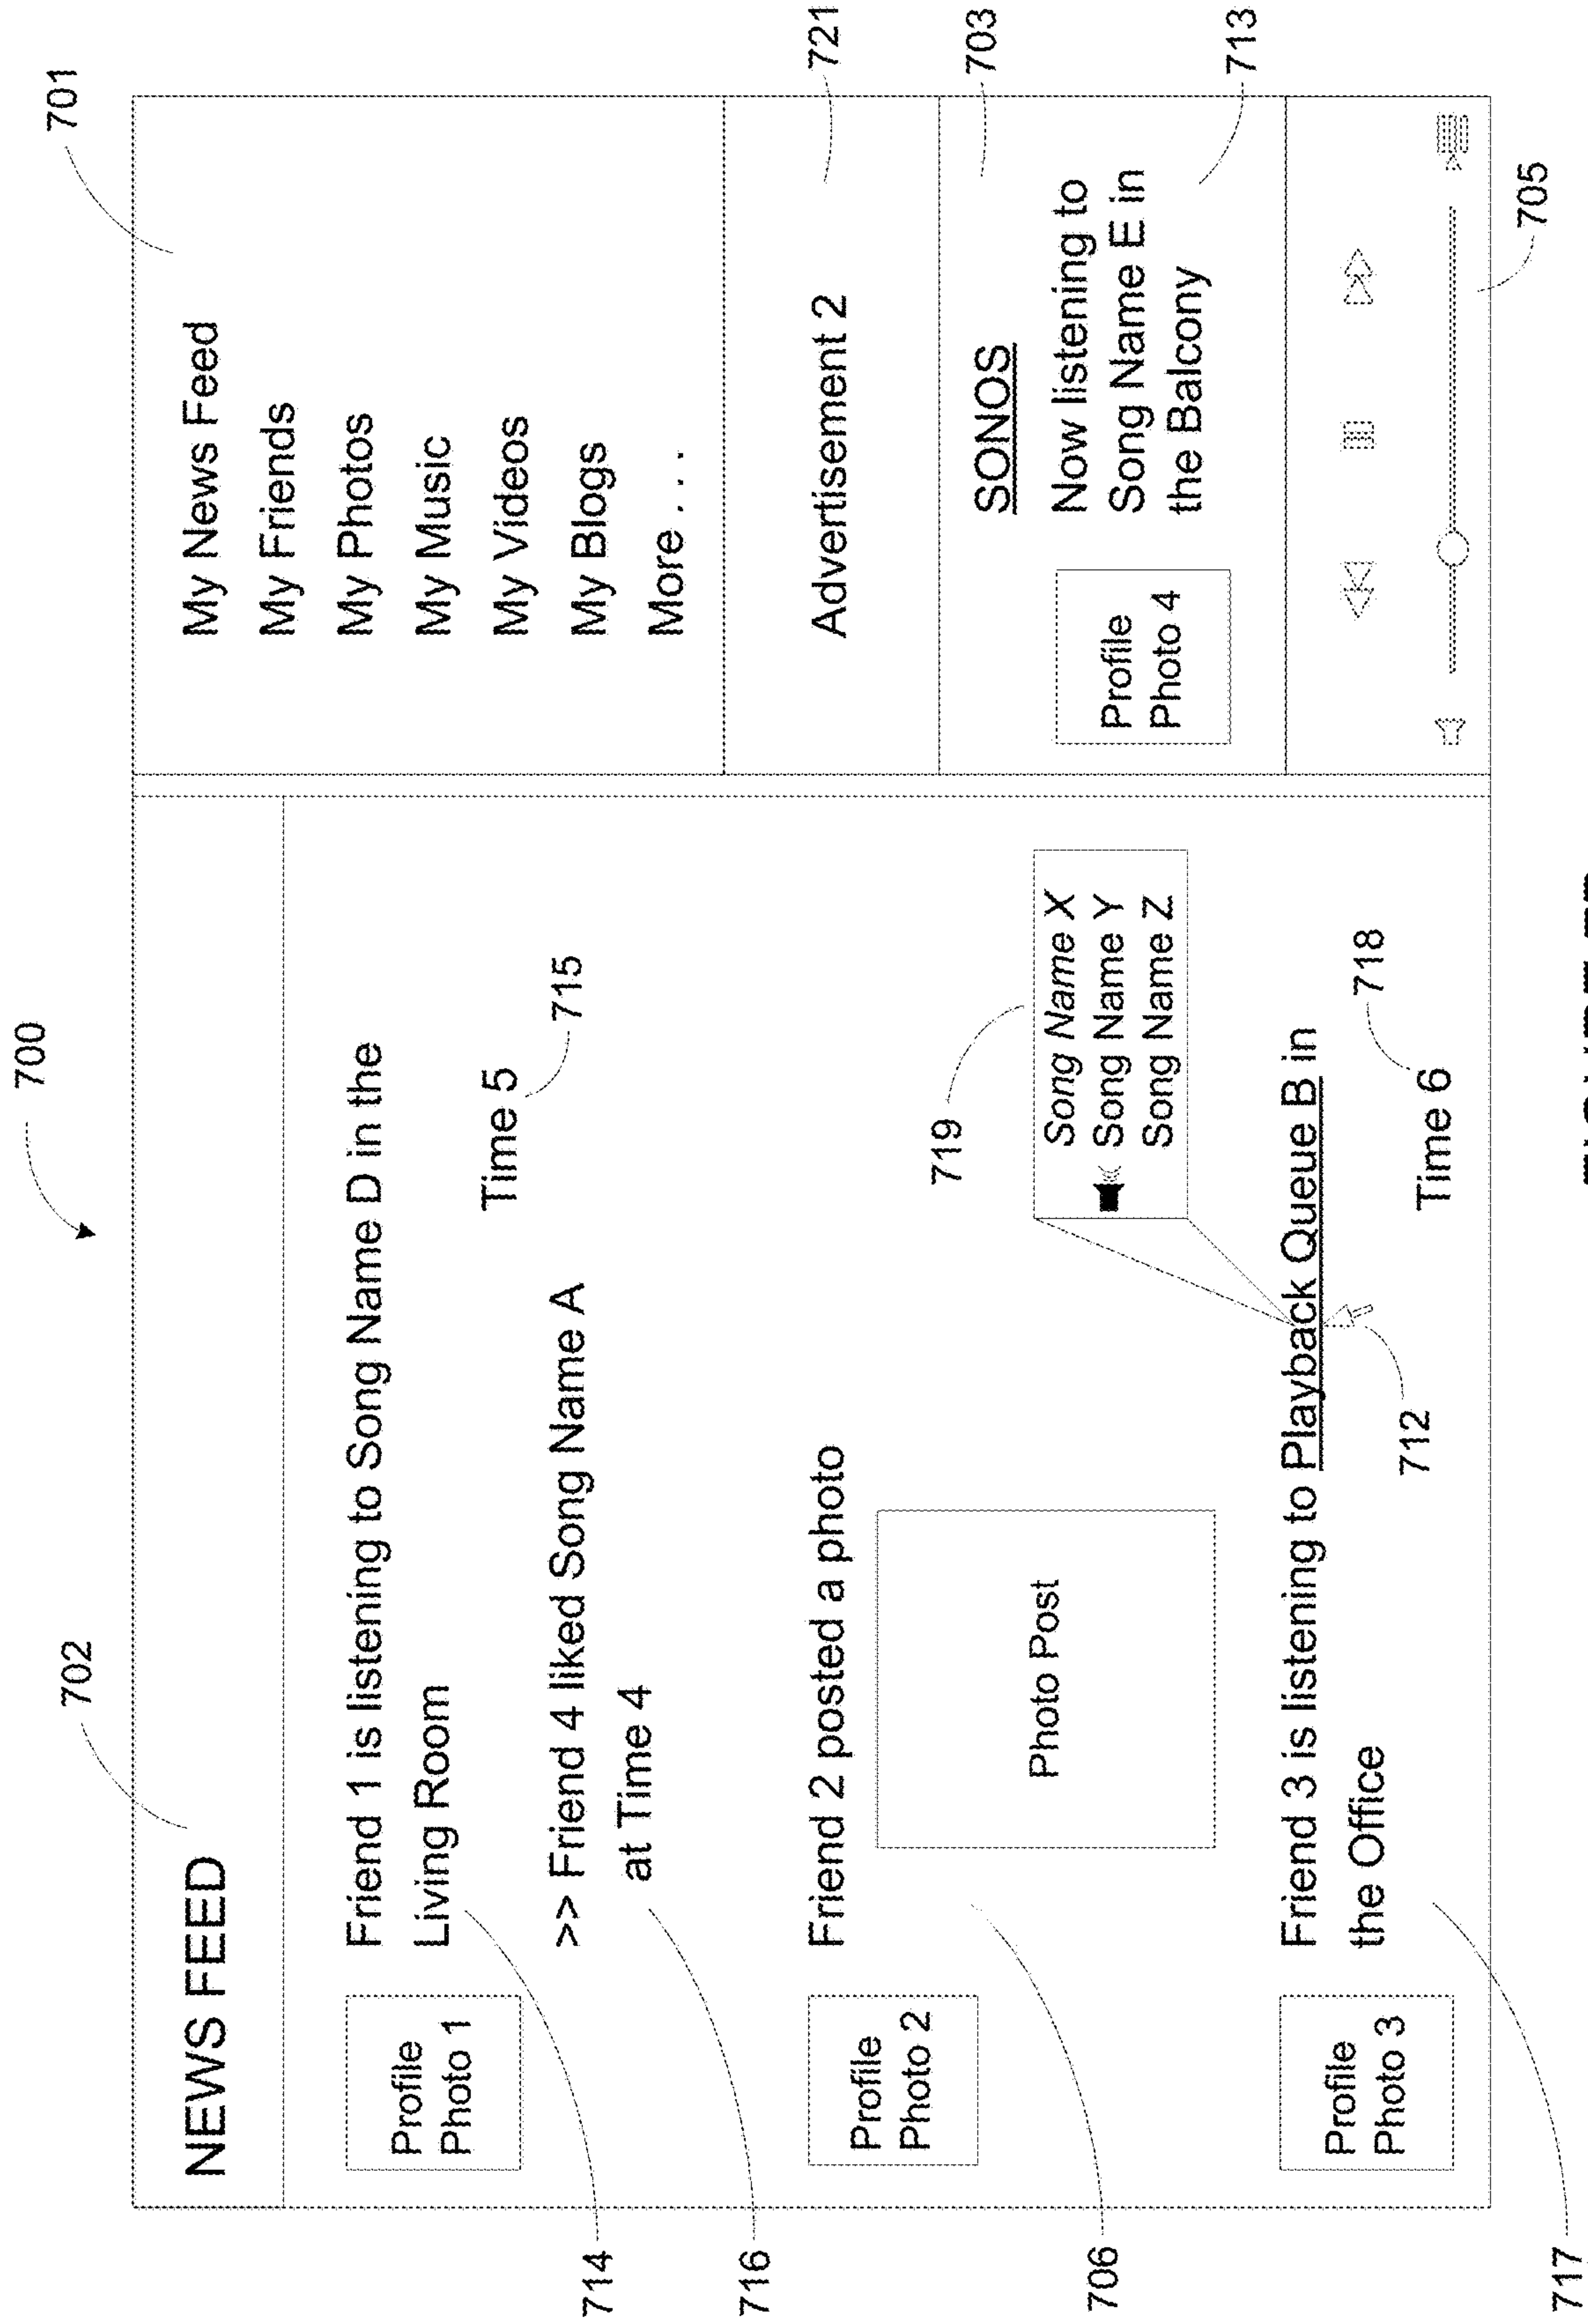 700
702
701
NEWS FEED
Profile
Photo 1
Friend 1 is listening to Song Name D in the
Living Room
Time 5
715
714
>> Friend 4 liked Song Name A
at Time 4
716
Profile
Photo 2
Friend 2 posted a photo
Photo Post
706
719
Song Name X
Song Name Y
Song Name Z
Profile
Photo 3
Friend 3 is listening to Playback Queue B in
the Office
Time 6
718
712
717
My News Feed
My Friends
My Photos
My Music
My Videos
My Blogs
More . . .
Advertisement 2
721
703
SONOS
Profile
Photo 4
Now listening to
Song Name E in
the Balcony
713
705